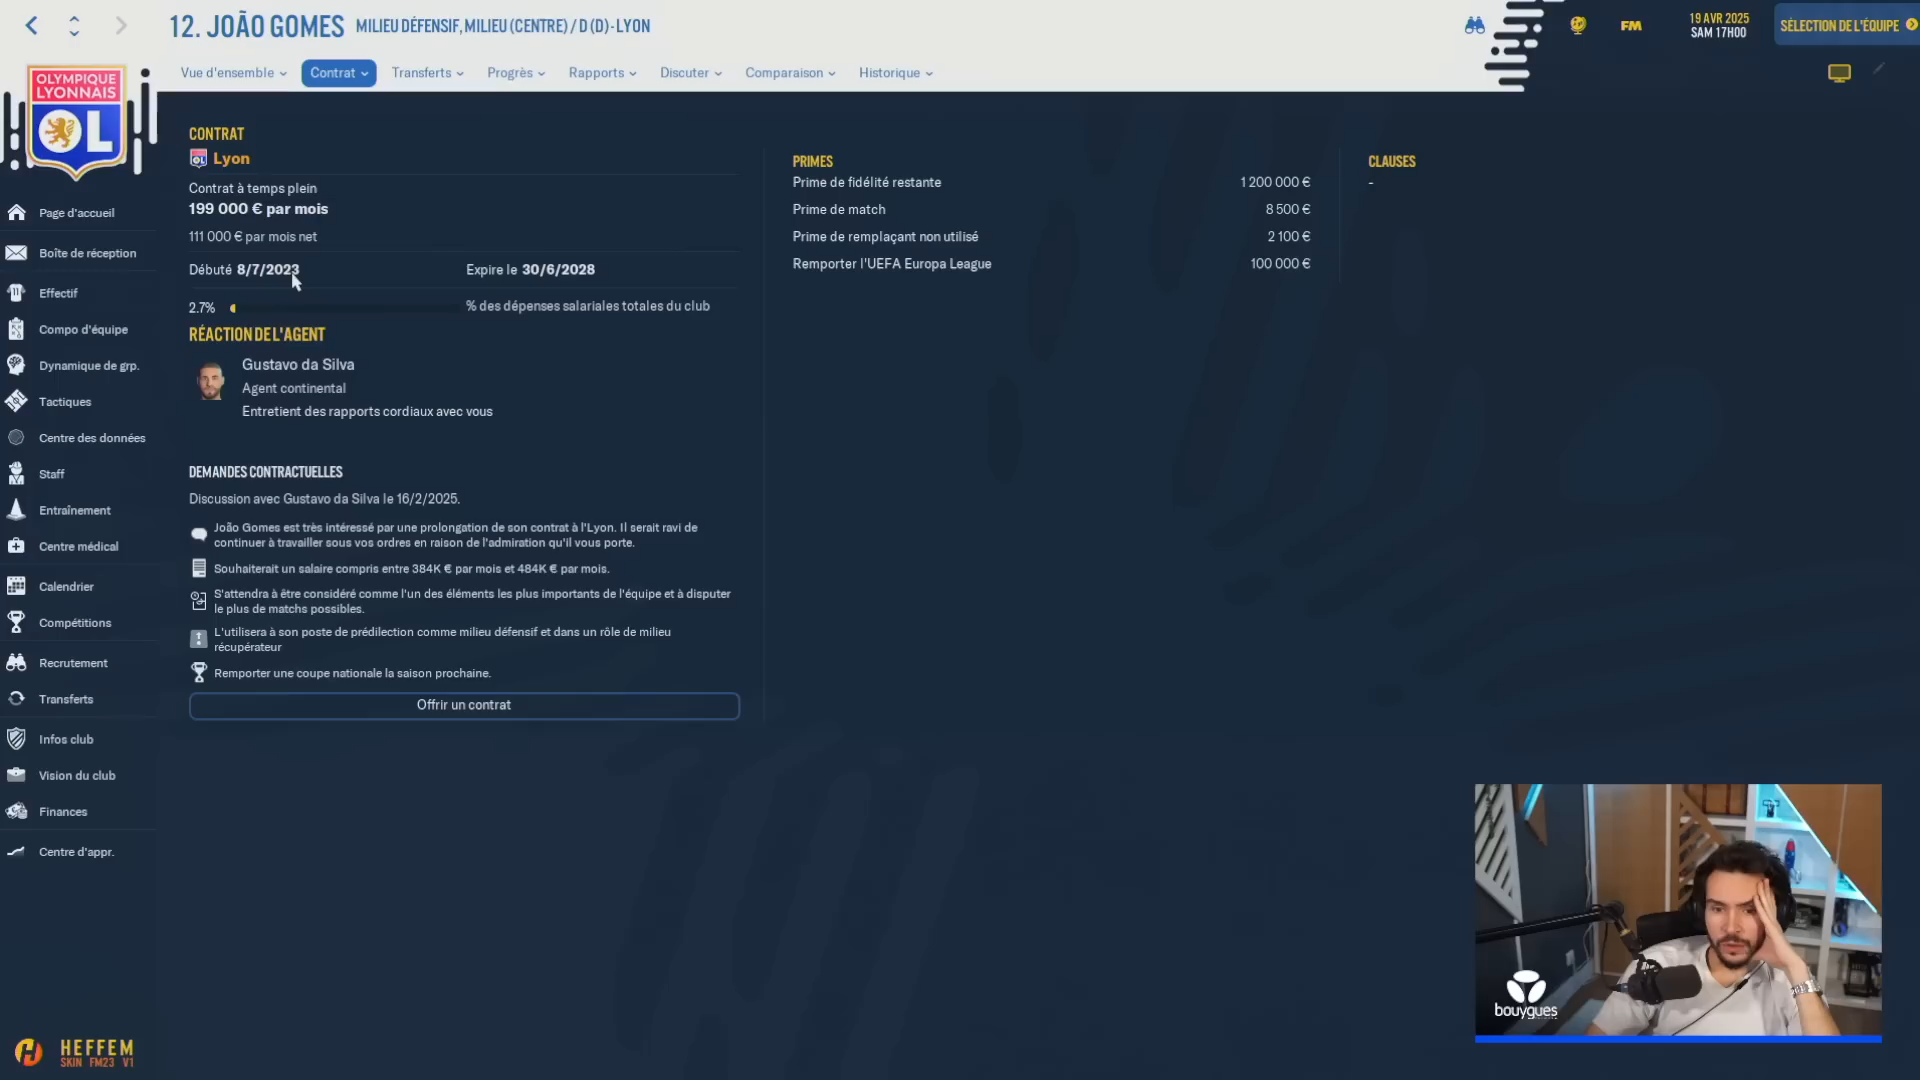 12. JOÃO GOMES
MILIEU DÉFENSIF, MILIEU (CENTRE) / D (D) - LYON
FM
19 AVR 2025
SAM 17H00
SÉLECTION DE L'ÉQUIPE
Vue d'ensemble
Contrat
Transferts
Progrès
Rapports
Discuter
Comparaison
Historique
OLYMPIQUE
LYONNAIS
OL
Page d'accueil
Boîte de réception
Effectif
Compo d'équipe
Dynamique de grp.
Tactiques
Centre des données
Staff
Entraînement
Centre médical
Calendrier
Compétitions
Recrutement
Transferts
Infos club
Vision du club
Finances
Centre d'appr.
HEFFEM
SKIN FM23 V1
CONTRAT
Lyon
Contrat à temps plein
199 000 € par mois
111 000 € par mois net
Débuté 8/7/2023
Expire le 30/6/2028
2.7%
% des dépenses salariales totales du club
RÉACTION DE L'AGENT
Gustavo da Silva
Agent continental
Entretient des rapports cordiaux avec vous
DEMANDES CONTRACTUELLES
Discussion avec Gustavo da Silva le 16/2/2025.
João Gomes est très intéressé par une prolongation de son contrat à l'Lyon. Il serait ravi de
continuer à travailler sous vos ordres en raison de l'admiration qu'il vous porte.
Souhaiterait un salaire compris entre 384K € par mois et 484K € par mois.
S'attendra à être considéré comme l'un des éléments les plus importants de l'équipe et à disputer
le plus de matchs possibles.
L'utilisera à son poste de prédilection comme milieu défensif et dans un rôle de milieu
récupérateur
Remporter une coupe nationale la saison prochaine.
Offrir un contrat
PRIMES
Prime de fidélité restante 1 200 000 €
Prime de match 8 500 €
Prime de remplaçant non utilisé 2 100 €
Remporter l'UEFA Europa League 100 000 €
CLAUSES
-
bouygues